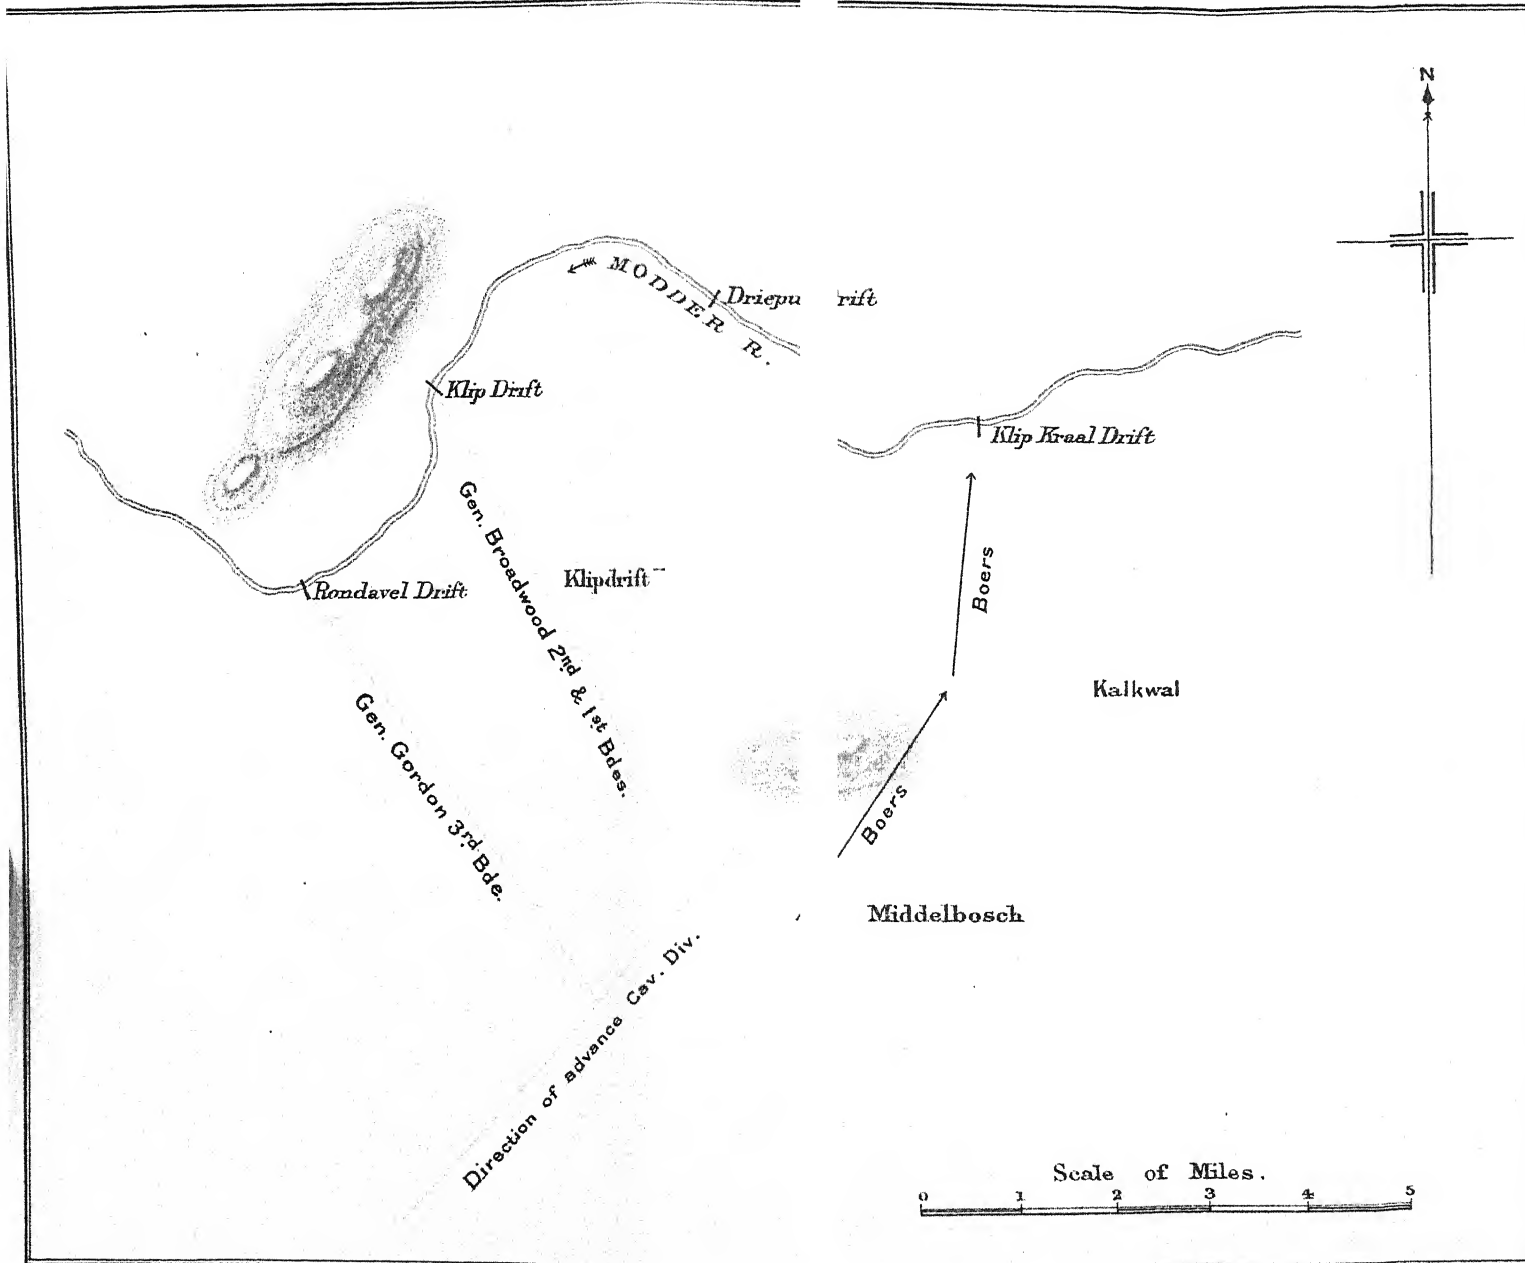 N
MODDER R.
Driepu rift
Klip Drift
Klip Kraal Drift
Gen. Broadwood 2nd & 1st Bdes.
Klipdrift
Boers
Rondavel Drift
Kalkwal
Gen. Gordon 3rd Bde.
Boers
Middelbosch
Direction of advance Cav. Div.
Scale of Miles.
0 1 2 3 4 5